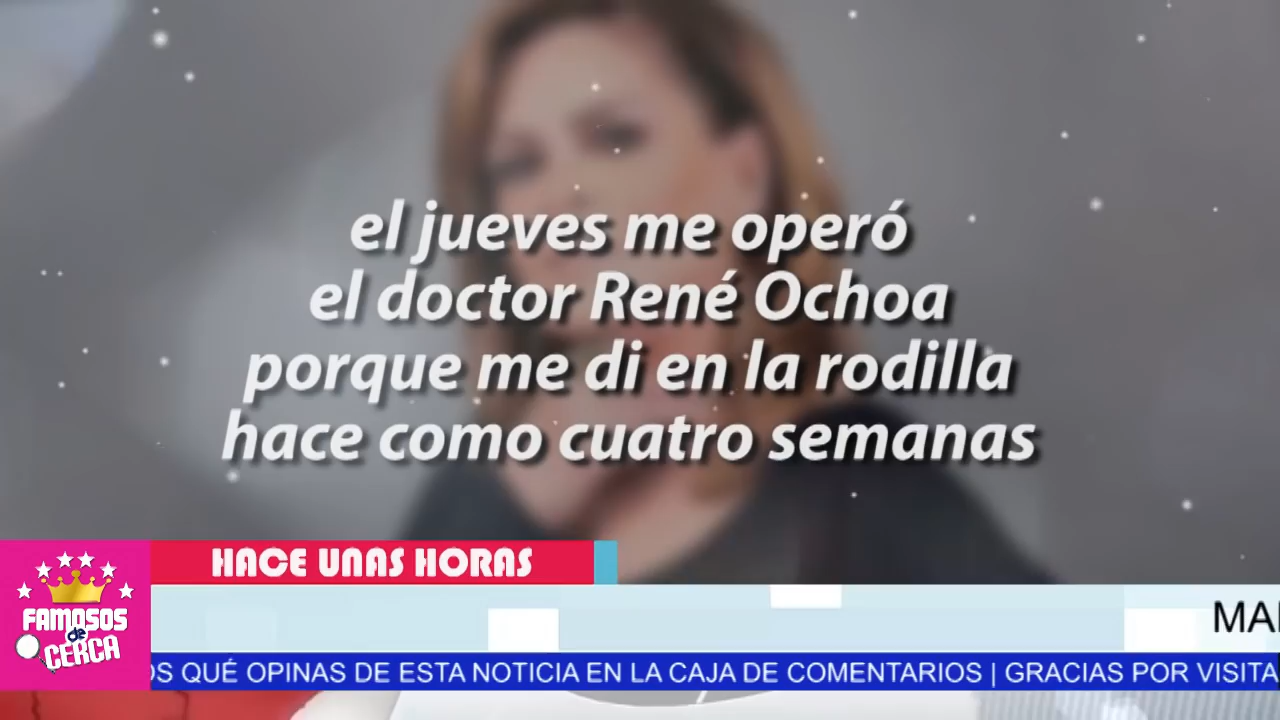 el jueves me operó
el doctor René Ochoa
porque me di en la rodilla
hace como cuatro semanas
HACE UNAS HORAS
FAMOSOS
de
CERCA
QUÉ OPINAS DE ESTA NOTICIA EN LA CAJA DE COMENTARIOS | GRACIAS POR